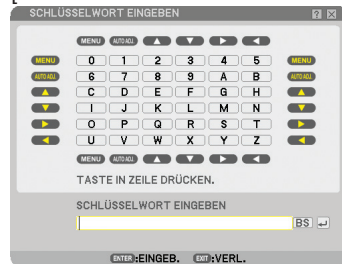 SCHLÜSSELWORT EINGEBEN
MENU AUTO ADJ.
MENU 0 1 2 3 4 5 MENU
AUTO ADJ. 6 7 8 9 A B AUTO ADJ.
C D E F G H
I J K L M N
O P Q R S T
U V W X Y Z
MENU AUTO ADJ.
TASTE IN ZEILE DRÜCKEN.
SCHLÜSSELWORT EINGEBEN
BS
ENTER :EINGEB. EXIT :VERL.